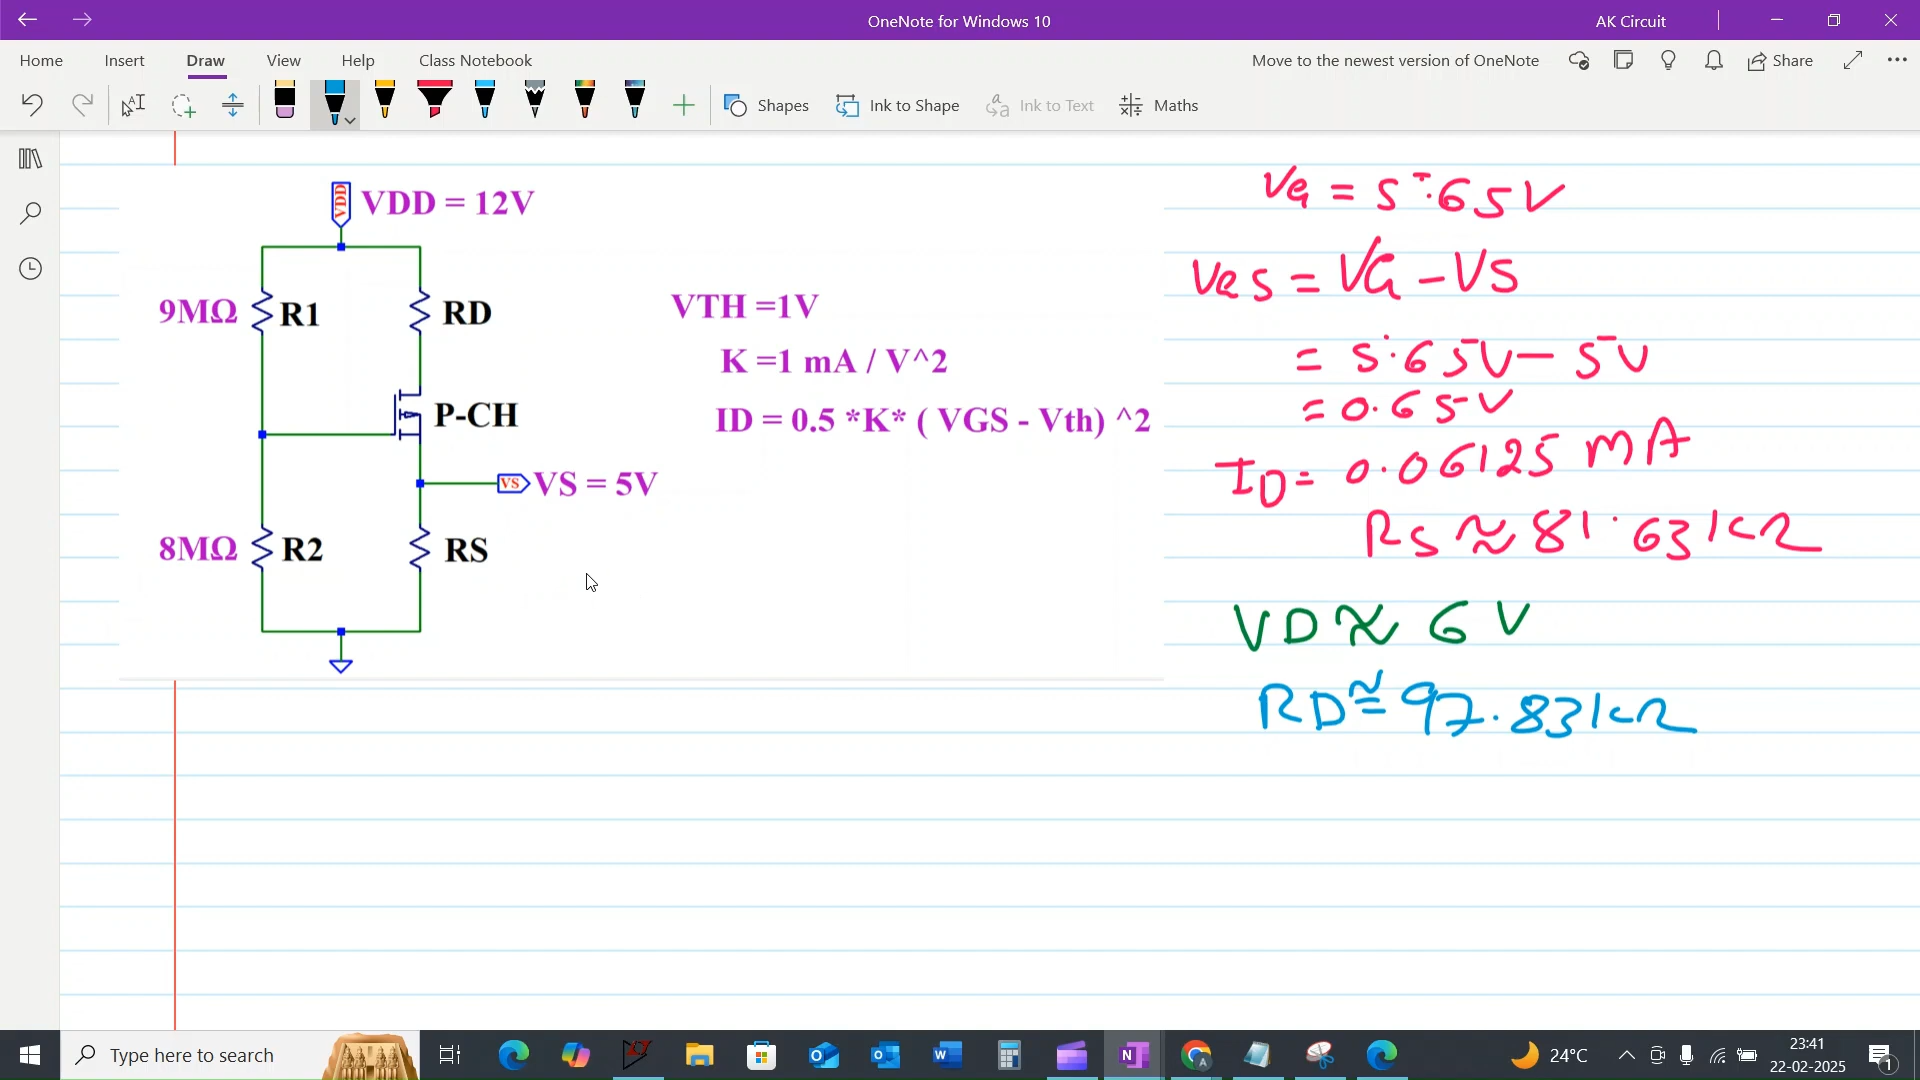 OneNote for Windows 10
AK Circuit
Home Insert Draw View Help Class Notebook
Move to the newest version of OneNote
Share
Shapes
Ink to Shape
Ink to Text
Maths
VDD
VDD = 12V
9MΩ R1
RD
P-CH
VS
VS = 5V
8MΩ R2
RS
VTH =1V
K =1 mA / V^2
ID = 0.5 *K* ( VGS - Vth) ^2
VG = 5.65V
VGS = VG - VS
= 5.65V - 5V
= 0.65V
ID = 0.06125 mA
RS ≈ 81.63kΩ
VD ≈ 6V
RD ≅ 97.83kΩ
Type here to search
24°C
23:41
22-02-2025
1